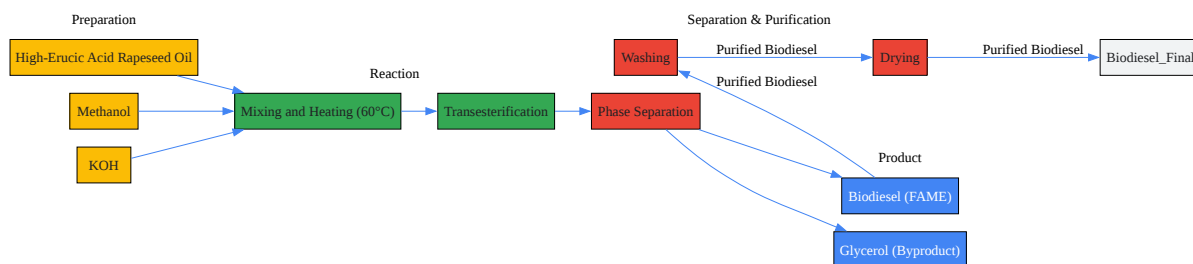 Preparation
High-Erucic Acid Rapeseed Oil
Methanol
KOH
Reaction
Mixing and Heating (60°C)
Transesterification
Separation & Purification
Washing
Purified Biodiesel
Drying
Purified Biodiesel
Biodiesel_Final
Purified Biodiesel
Phase Separation
Product
Biodiesel (FAME)
Glycerol (Byproduct)